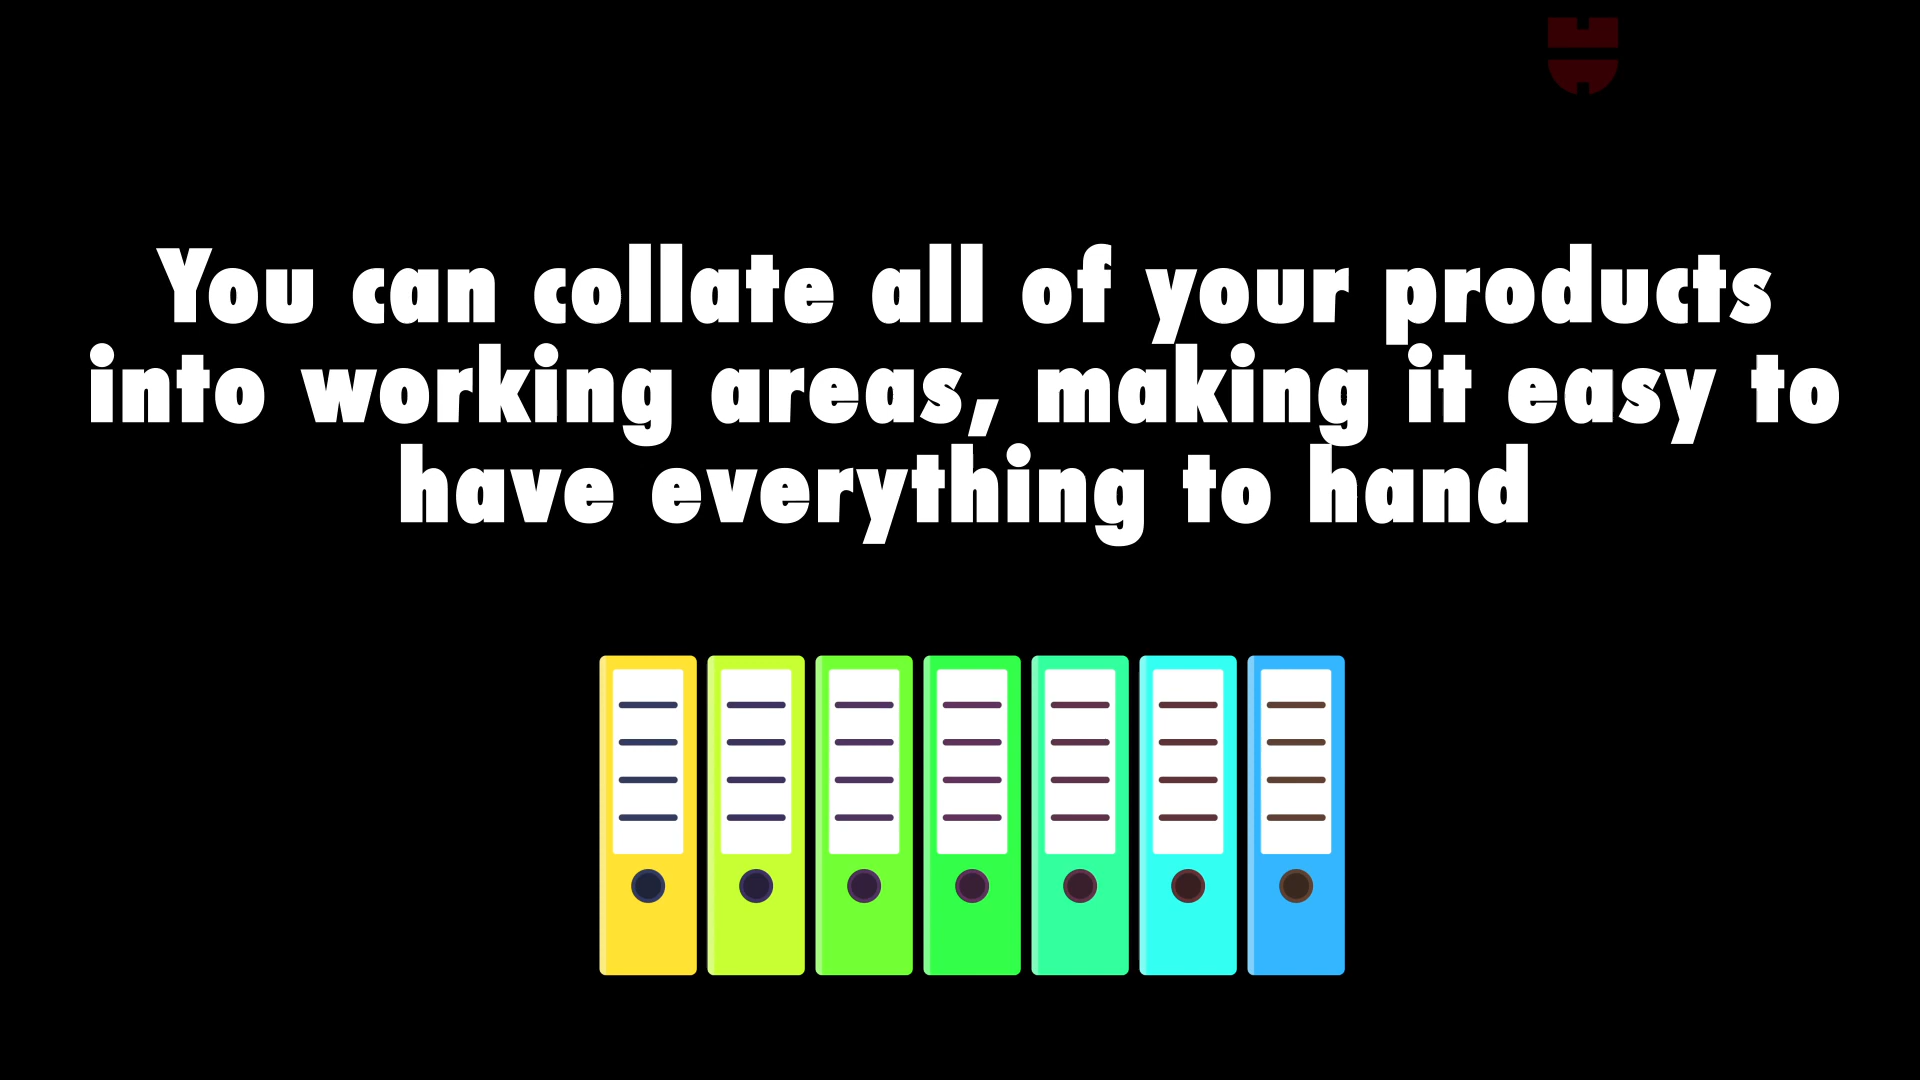 You can collate all of your products
into working areas, making it easy to
have everything to hand